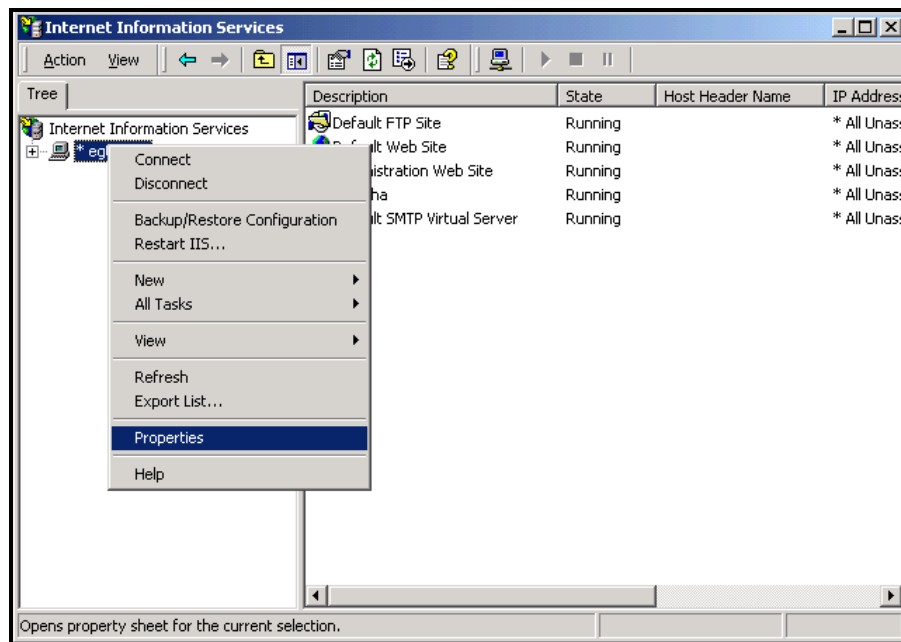 Internet Information Services
Action View
Tree
Description State Host Header Name IP Addres
Internet Information Services
Default FTP Site Running * All Unas
lt Web Site Running * All Unas
istration Web Site Running * All Unas
ha Running * All Unas
lt SMTP Virtual Server Running * All Unas
* eg
Connect
Disconnect
Backup/Restore Configuration
Restart IIS...
New
All Tasks
View
Refresh
Export List...
Properties
Help
Opens property sheet for the current selection.